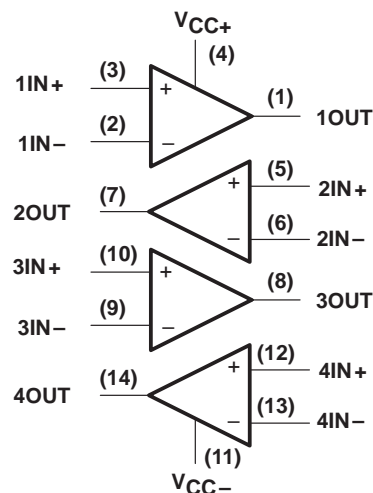 VCC+
(4)
1IN+ (3) + (1) 1OUT
1IN− (2) −
2OUT (7) + (5) 2IN+
− (6) 2IN−
3IN+ (10) + (8) 3OUT
3IN− (9) −
4OUT (14) + (12) 4IN+
− (13) 4IN−
(11)
VCC−